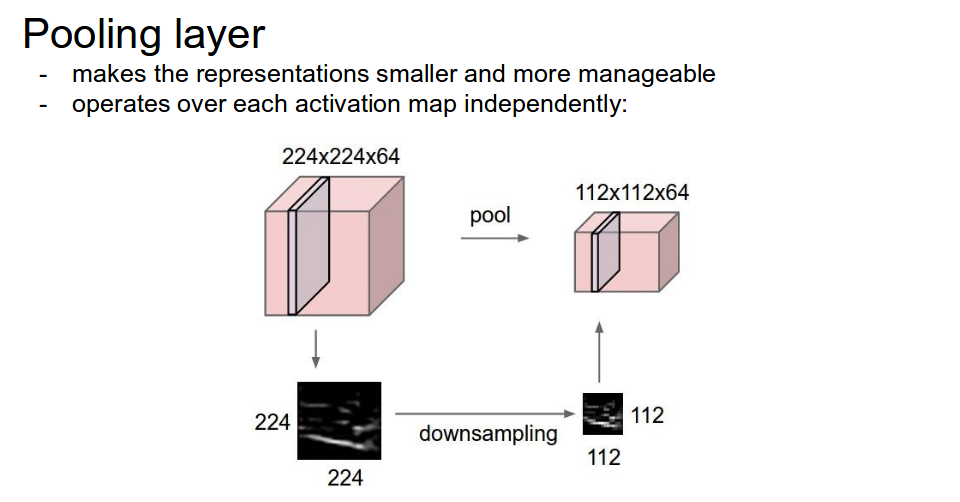 Pooling layer
- makes the representations smaller and more manageable
- operates over each activation map independently:
224x224x64
112x112x64
pool
224
downsampling
112
224
112